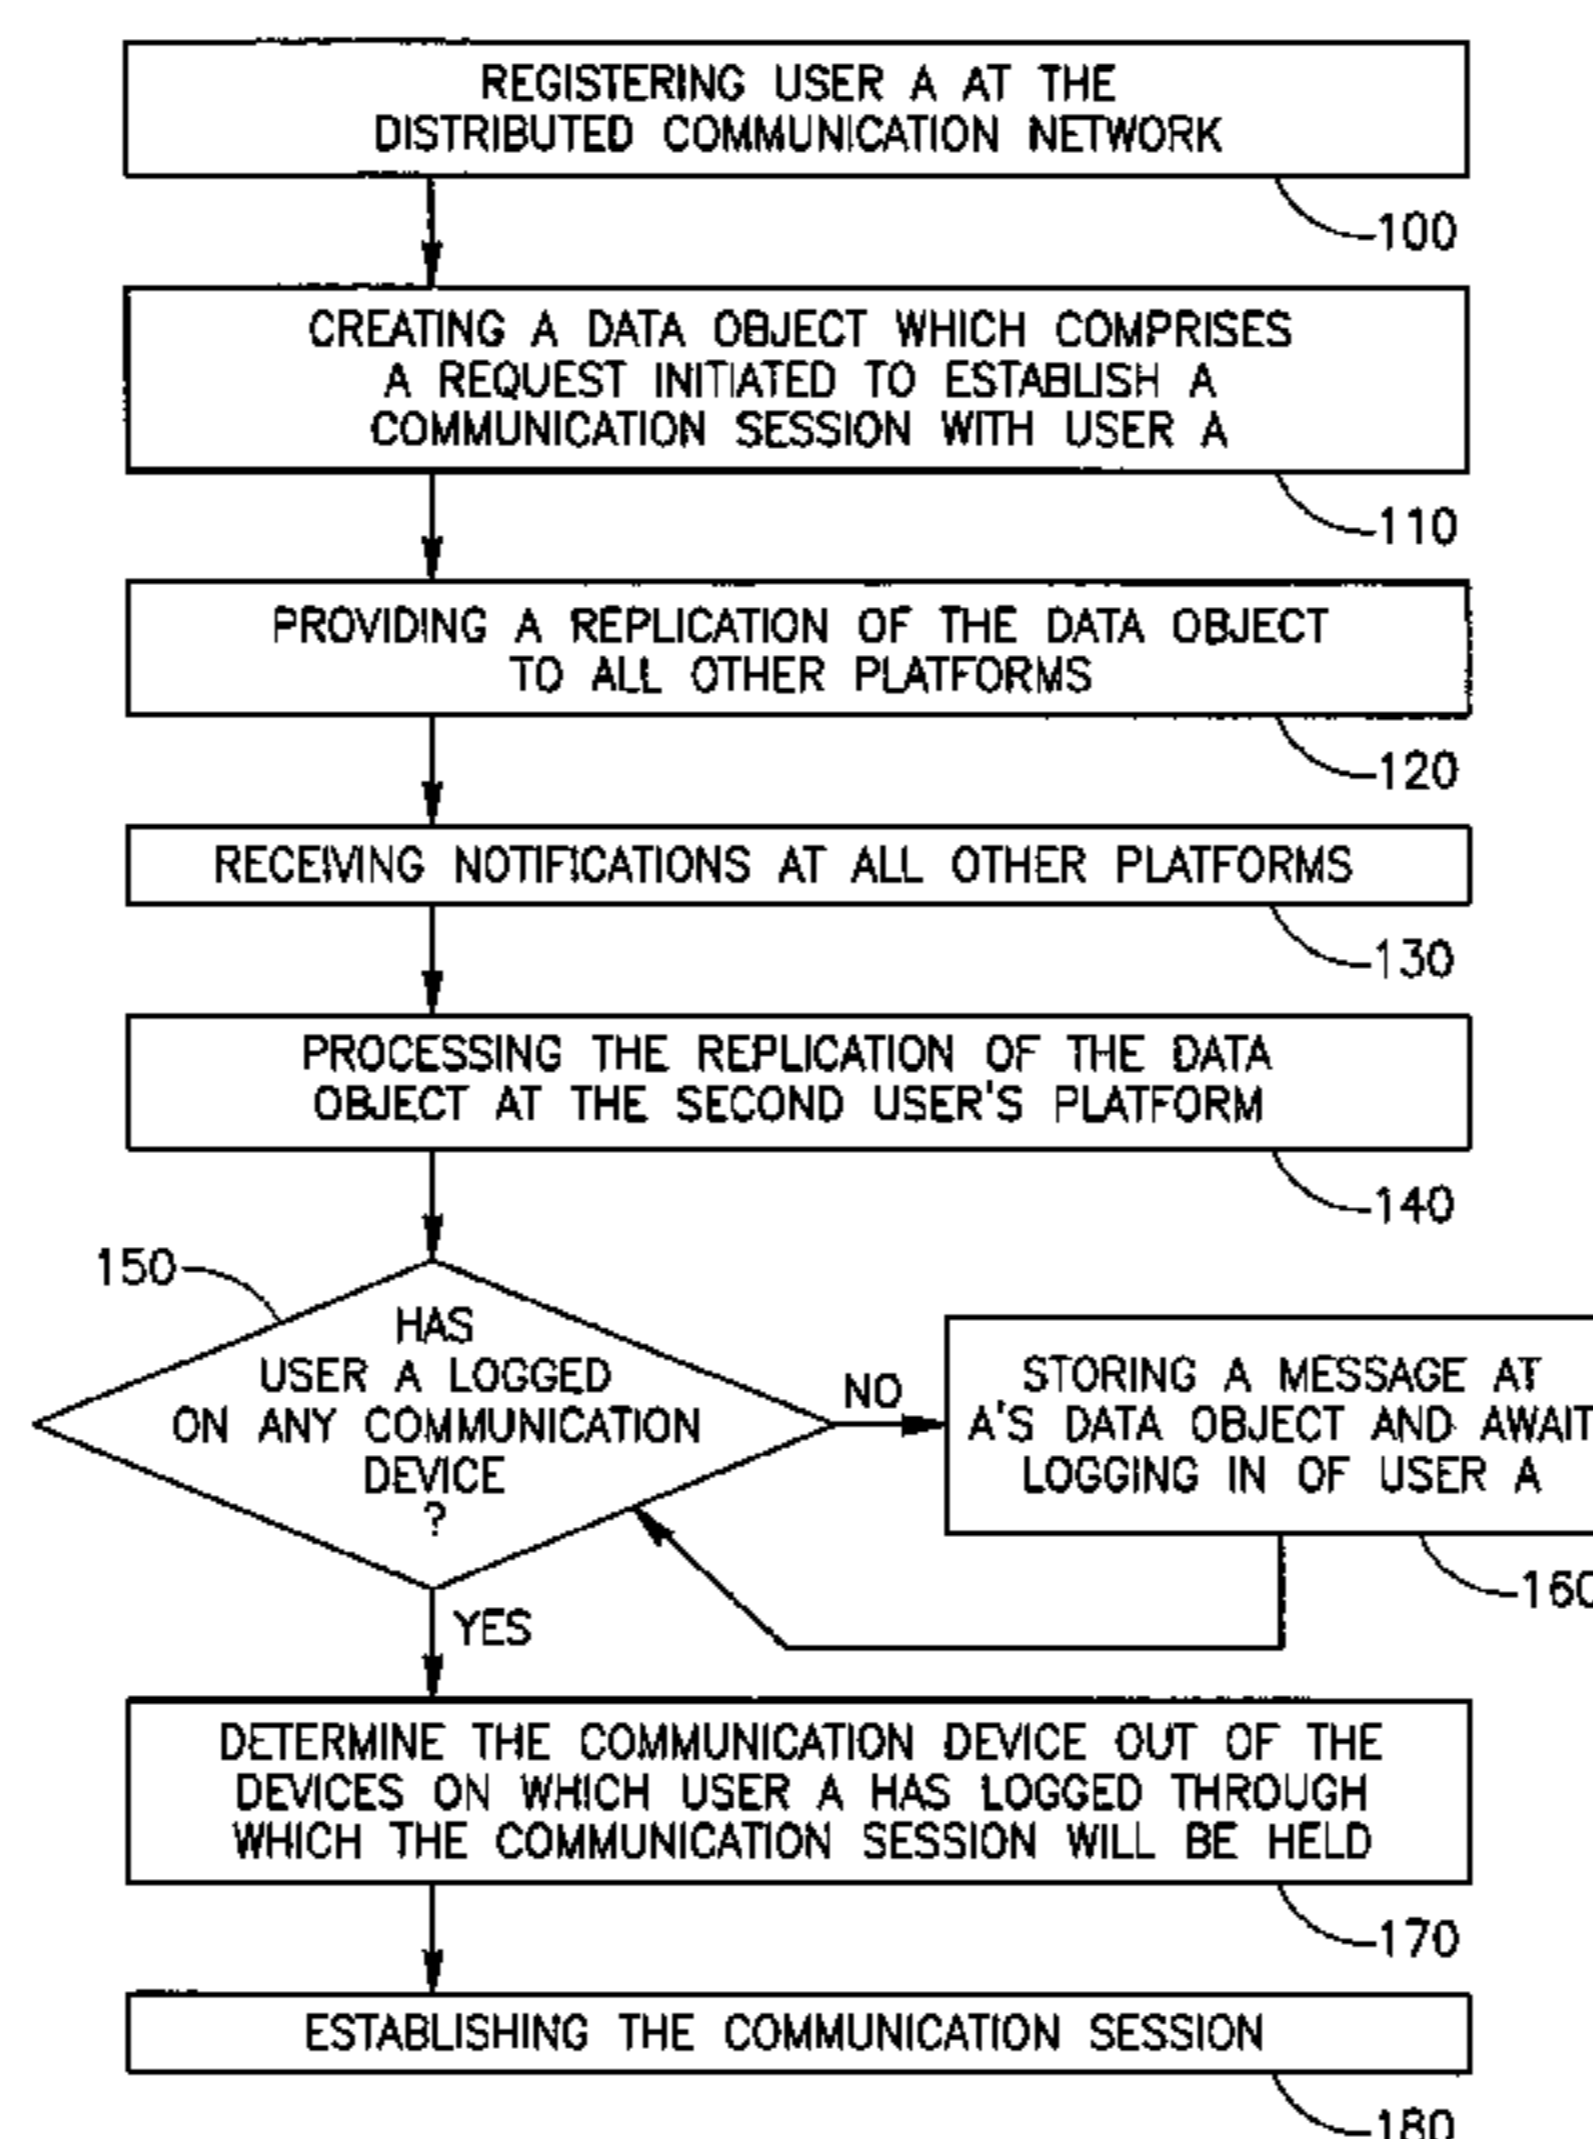 REGISTERING USER A AT THE
DISTRIBUTED COMMUNICATION NETWORK
100
CREATING A DATA OBJECT WHICH COMPRISES
A REQUEST INITIATED TO ESTABLISH A
COMMUNICATION SESSION WITH USER A
110
PROVIDING A REPLICATION OF THE DATA OBJECT
TO ALL OTHER PLATFORMS
120
RECEIVING NOTIFICATIONS AT ALL OTHER PLATFORMS
130
PROCESSING THE REPLICATION OF THE DATA
OBJECT AT THE SECOND USER'S PLATFORM
140
150
HAS
USER A LOGGED
ON ANY COMMUNICATION
DEVICE
?
NO
STORING A MESSAGE AT
A'S DATA OBJECT AND AWAIT
LOGGING IN OF USER A
160
YES
DETERMINE THE COMMUNICATION DEVICE OUT OF THE
DEVICES ON WHICH USER A HAS LOGGED THROUGH
WHICH THE COMMUNICATION SESSION WILL BE HELD
170
ESTABLISHING THE COMMUNICATION SESSION
180